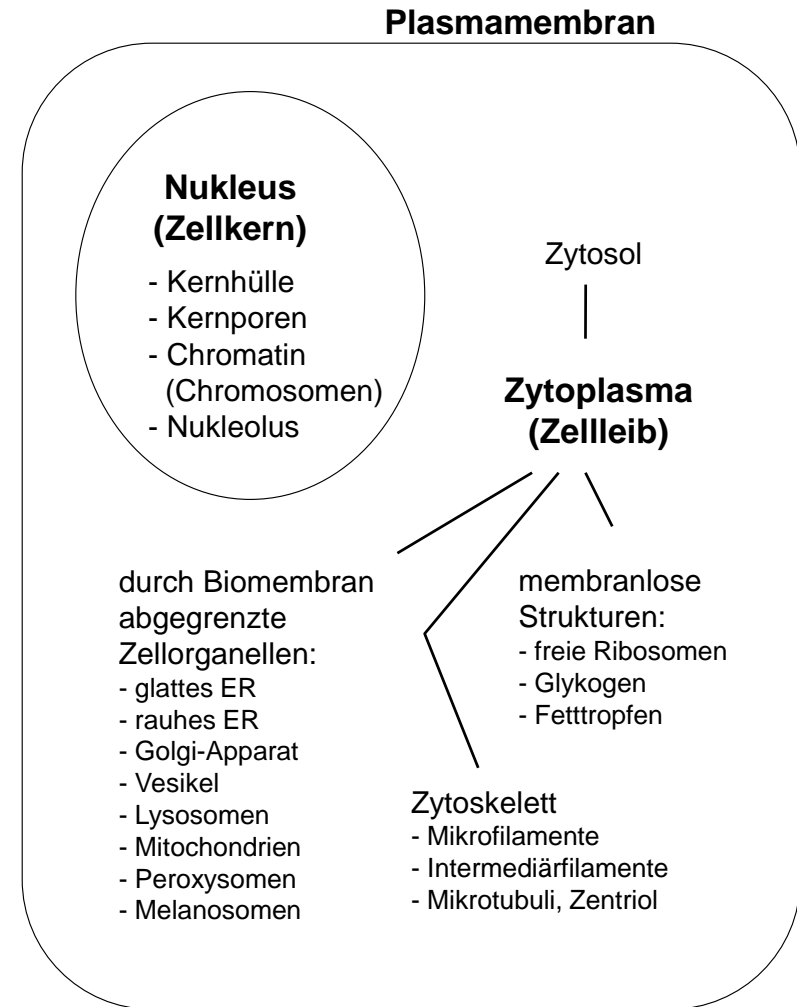 Plasmamembran
Nukleus
(Zellkern)
- Kernhülle
- Kernporen
- Chromatin
(Chromosomen)
- Nukleolus
Zytosol
Zytoplasma
(Zellleib)
durch Biomembran
abgegrenzte
Zellorganellen:
- glattes ER
- rauhes ER
- Golgi-Apparat
- Vesikel
- Lysosomen
- Mitochondrien
- Peroxysomen
- Melanosomen
membranlose
Strukturen:
- freie Ribosomen
- Glykogen
- Fetttropfen
Zytoskelett
- Mikrofilamente
- Intermediärfilamente
- Mikrotubuli, Zentriol